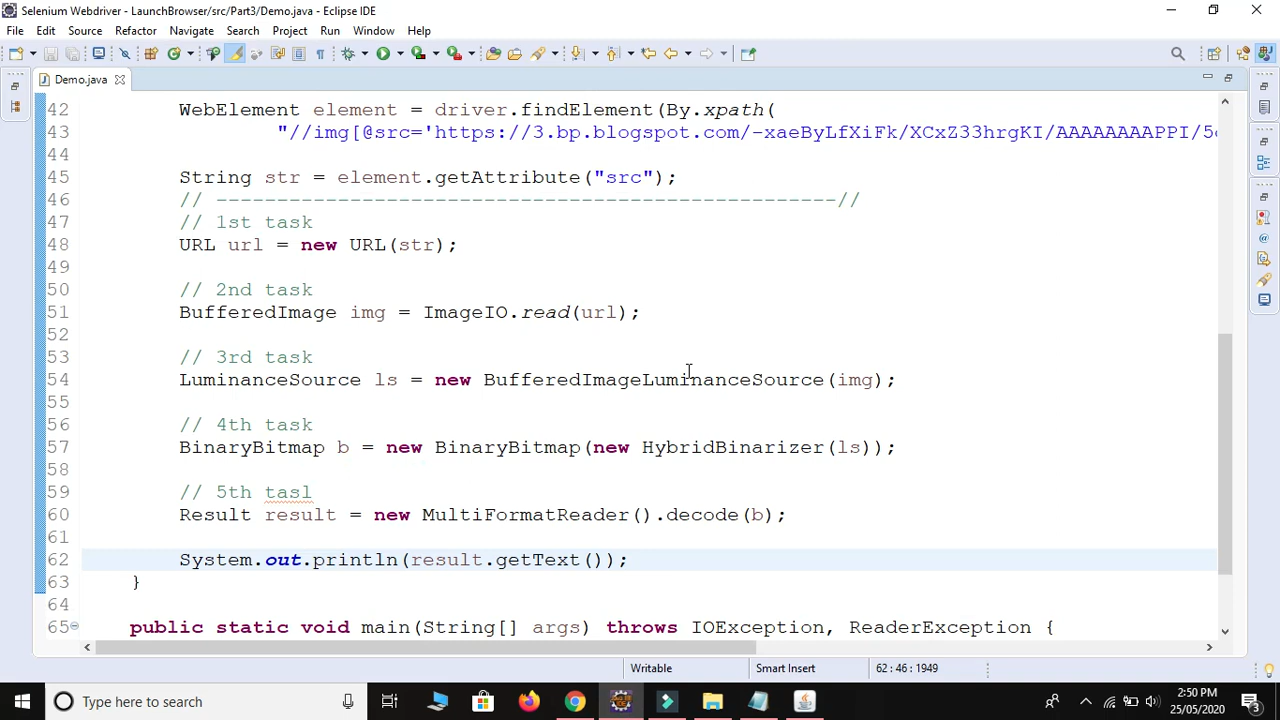 Selenium Webdriver - LaunchBrowser/src/Part3/Demo.java - Eclipse IDE
File Edit Source Refactor Navigate Search Project Run Window Help
Demo.java
42 WebElement element = driver.findElement(By.xpath(
43 "//img[@src='https://3.bp.blogspot.com/-xaeByLfXiFk/XCxZ33hrgKI/AAAAAAAAPPI/5
44
45 String str = element.getAttribute("src");
46 // ---------------------------------------------------//
47 // 1st task
48 URL url = new URL(str);
49
50 // 2nd task
51 BufferedImage img = ImageIO.read(url);
52
53 // 3rd task
54 LuminanceSource ls = new BufferedImageLuminanceSource(img);
55
56 // 4th task
57 BinaryBitmap b = new BinaryBitmap(new HybridBinarizer(ls));
58
59 // 5th tasl
60 Result result = new MultiFormatReader().decode(b);
61
62 System.out.println(result.getText());
63 }
64
65 public static void main(String[] args) throws IOException, ReaderException {
Writable Smart Insert 62 : 46 : 1949
Type here to search
2:50 PM
25/05/2020
3